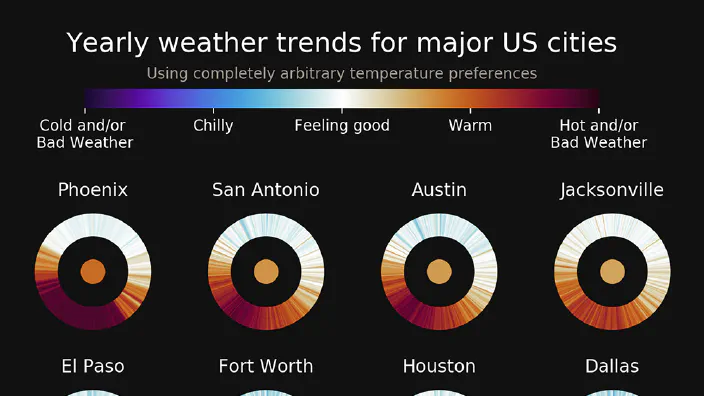 Yearly weather trends for major US cities
Using completely arbitrary temperature preferences
Cold and/or
Bad Weather
Chilly
Feeling good
Warm
Hot and/or
Bad Weather
Phoenix
San Antonio
Austin
Jacksonville
El Paso
Fort Worth
Houston
Dallas